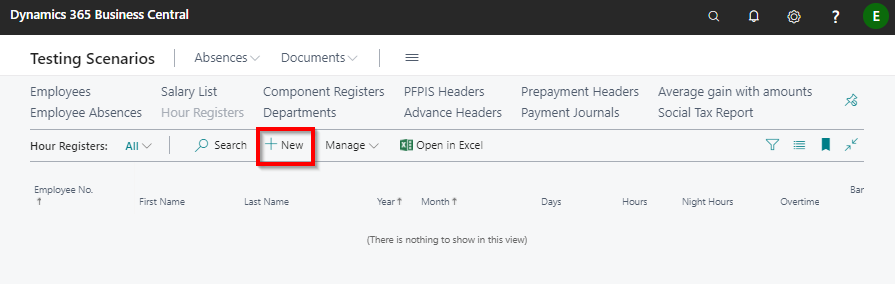 Dynamics 365 Business Central ? E
Testing Scenarios Absences Documents
Employees Salary List Component Registers PFPIS Headers Prepayment Headers Average gain with amounts
Employee Absences Hour Registers Departments Advance Headers Payment Journals Social Tax Report
Hour Registers: All Search + New Manage Open in Excel
Employee No. ↑ First Name Last Name Year ↑ Month ↑ Days Hours Night Hours Overtime Ban
(There is nothing to show in this view)